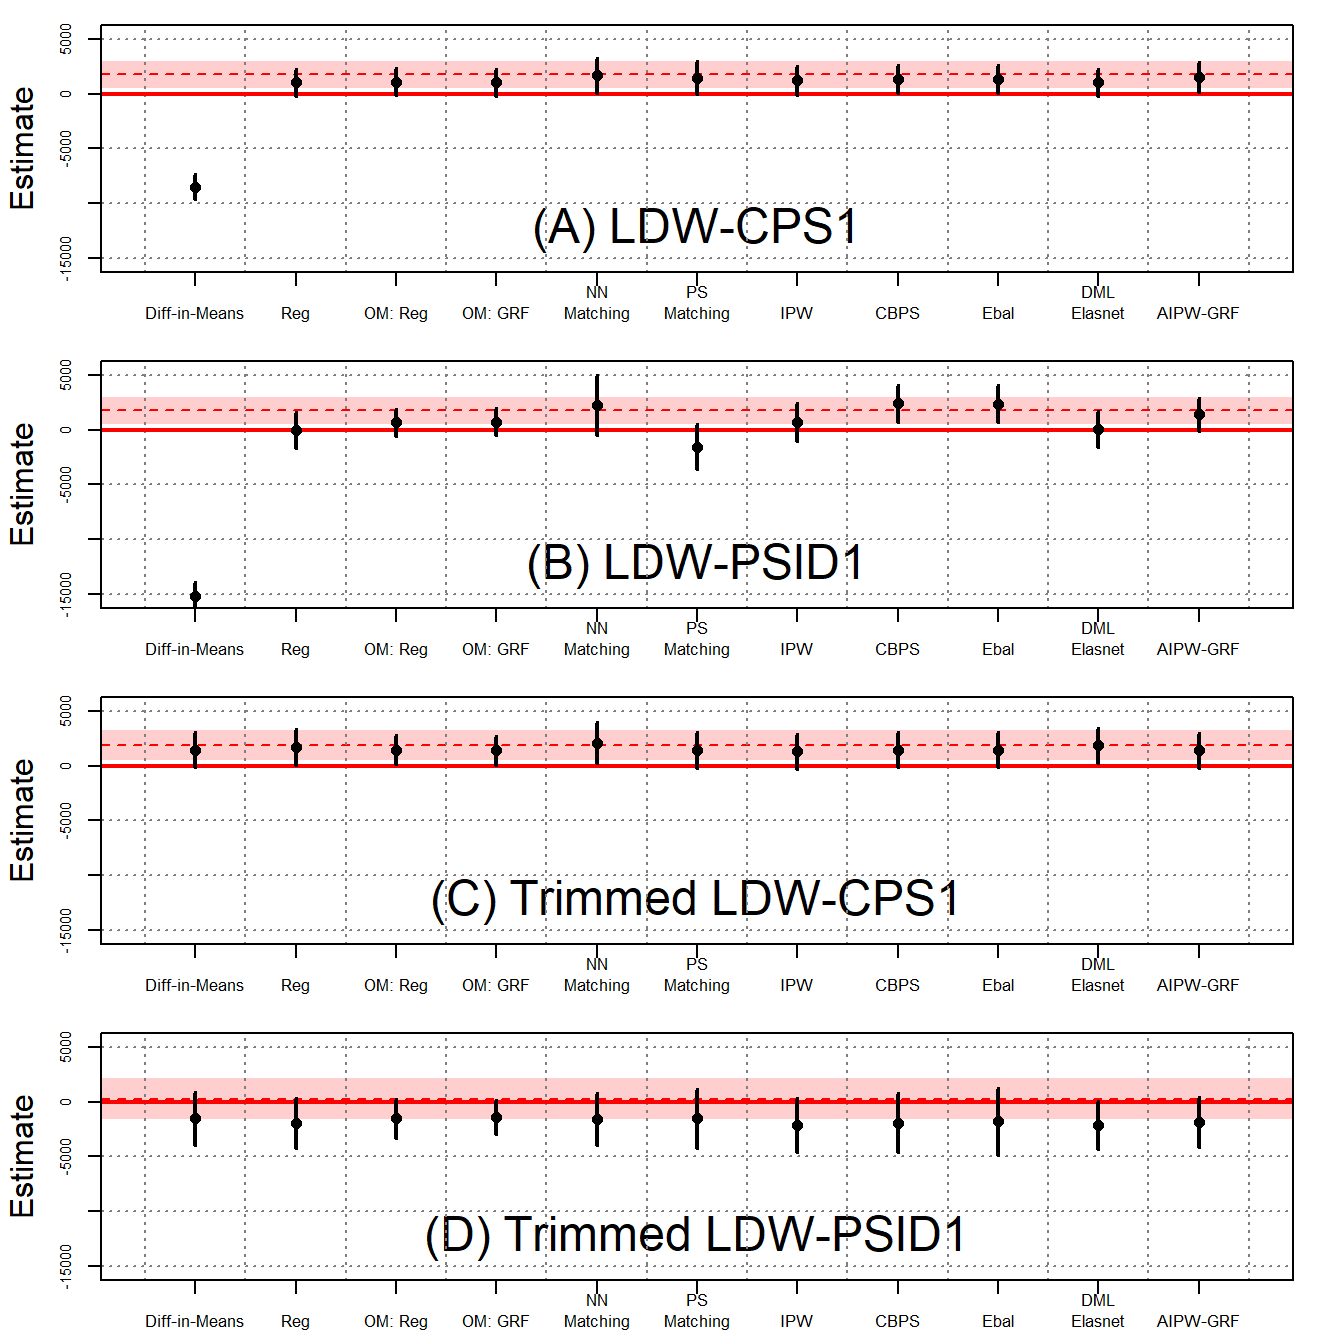 Estimate
5000
0
-5000
-15000
(A) LDW-CPS1
NN PS DML
Diff-in-Means Reg OM: Reg OM: GRF Matching Matching IPW CBPS Ebal Elasnet AIPW-GRF
Estimate
5000
0
-5000
-15000
(B) LDW-PSID1
NN PS DML
Diff-in-Means Reg OM: Reg OM: GRF Matching Matching IPW CBPS Ebal Elasnet AIPW-GRF
Estimate
5000
0
-5000
-15000
(C) Trimmed LDW-CPS1
NN PS DML
Diff-in-Means Reg OM: Reg OM: GRF Matching Matching IPW CBPS Ebal Elasnet AIPW-GRF
Estimate
5000
0
-5000
-15000
(D) Trimmed LDW-PSID1
NN PS DML
Diff-in-Means Reg OM: Reg OM: GRF Matching Matching IPW CBPS Ebal Elasnet AIPW-GRF